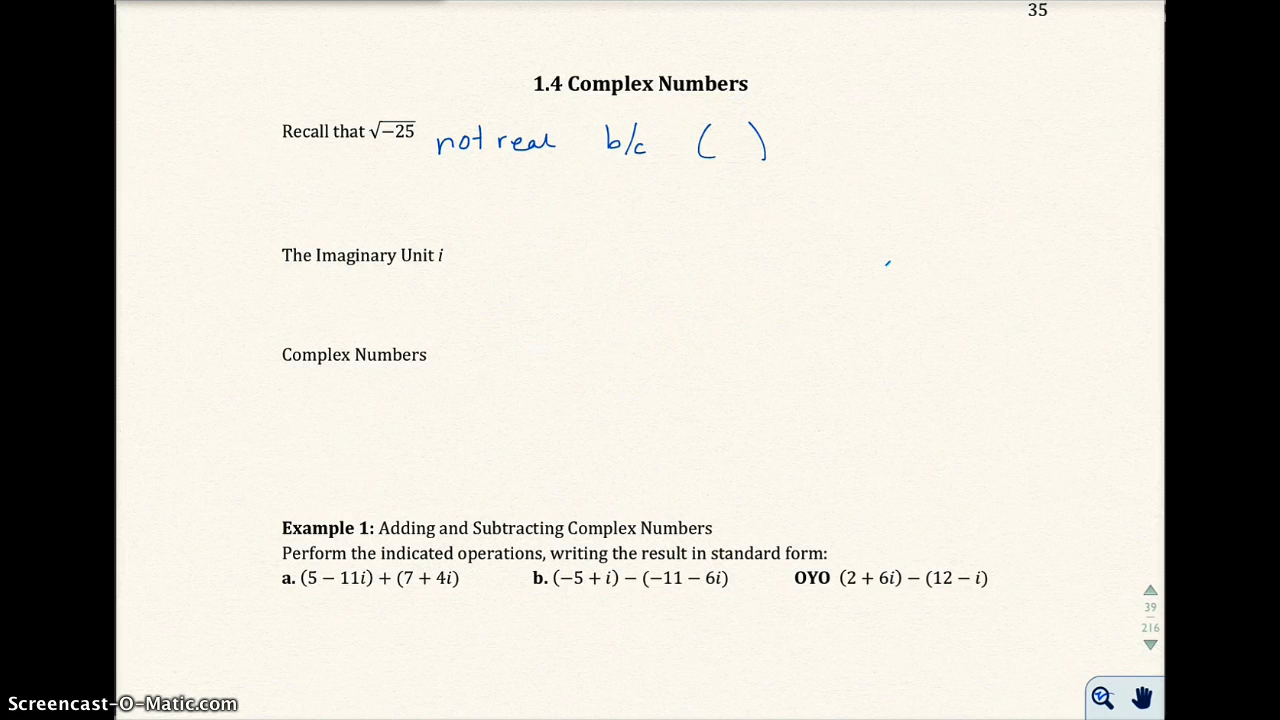 35
1.4 Complex Numbers
Recall that √−25 not real b/c ( )
The Imaginary Unit i
Complex Numbers
Example 1: Adding and Subtracting Complex Numbers
Perform the indicated operations, writing the result in standard form:
a. (5 − 11i) + (7 + 4i) b. (−5 + i) − (−11 − 6i) OYO (2 + 6i) − (12 − i)
39
216
Screencast-O-Matic.com